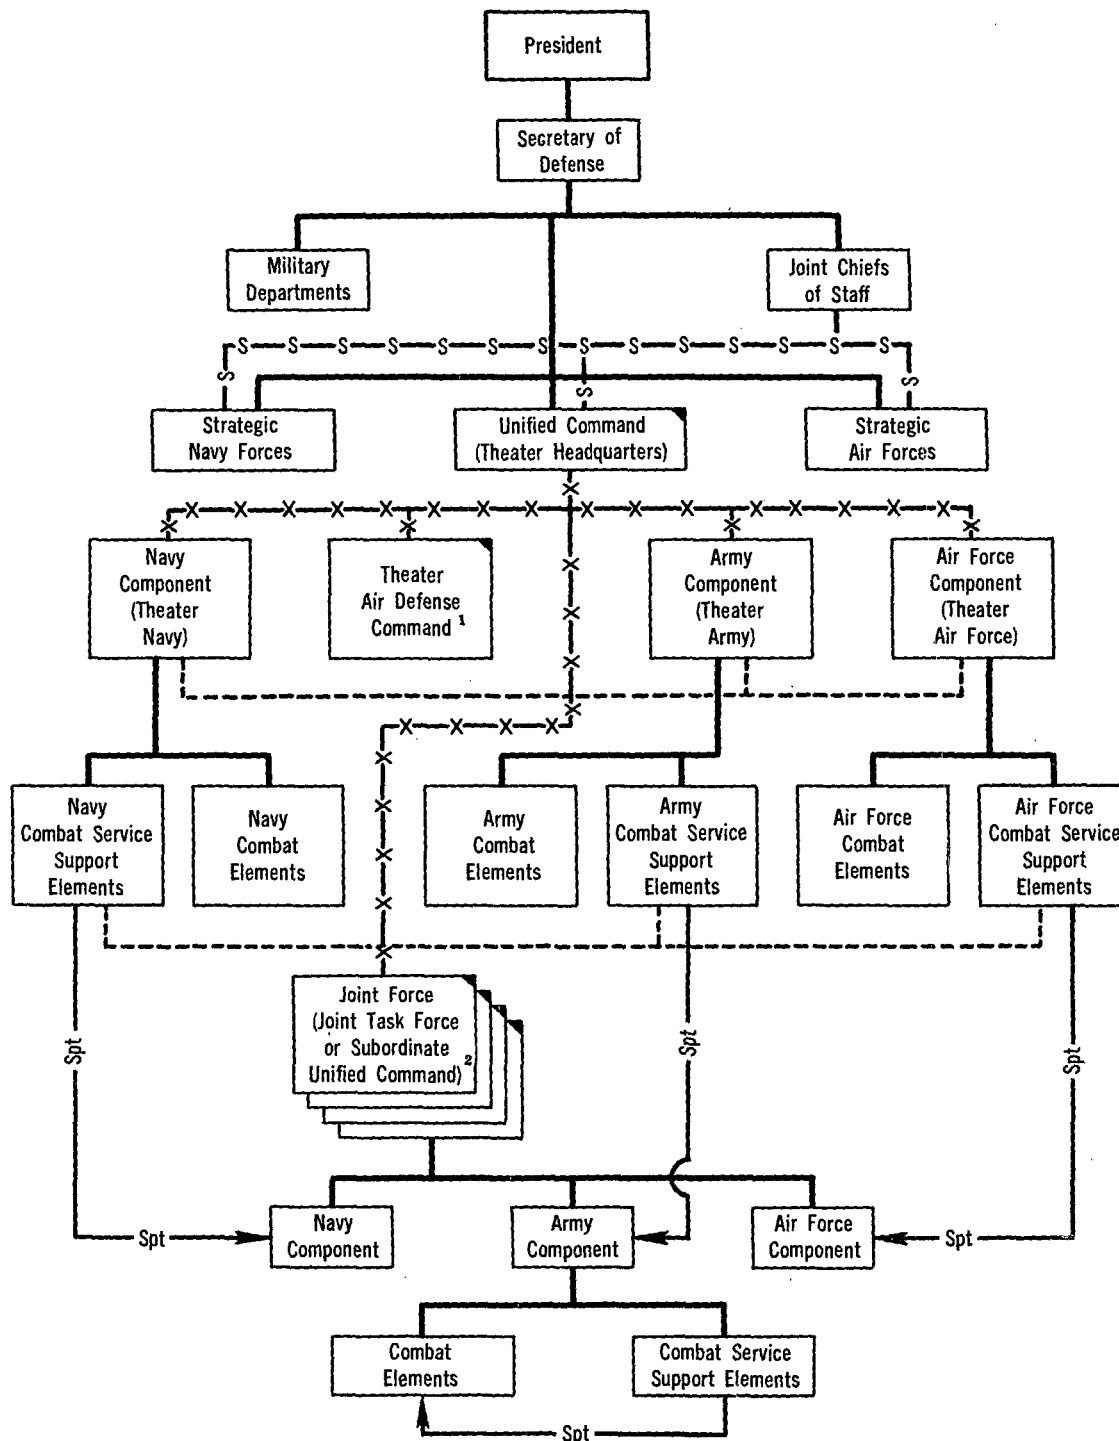 President
Secretary of
Defense
Military
Departments
Joint Chiefs
of Staff
S S S S S S S S S S S S S S
S S S
Strategic
Navy Forces
Unified Command
(Theater Headquarters)
Strategic
Air Forces
X
X X X X X X X X X X X X X X X
X X X X
Navy
Component
(Theater
Navy)
Theater
Air Defense
Command 1
X
X
X
X
Army
Component
(Theater
Army)
Air Force
Component
(Theater
Air Force)
X X X X
X
X
X
X
X
Navy
Combat Service
Support
Elements
Navy
Combat
Elements
Army
Combat
Elements
Army
Combat Service
Support
Elements
Air Force
Combat
Elements
Air Force
Combat Service
Support
Elements
Joint Force
(Joint Task Force
or Subordinate
Unified Command) 2
Spt
Spt
Spt
Navy
Component
Army
Component
Air Force
Component
Spt
Spt
Combat
Elements
Combat Service
Support Elements
Spt